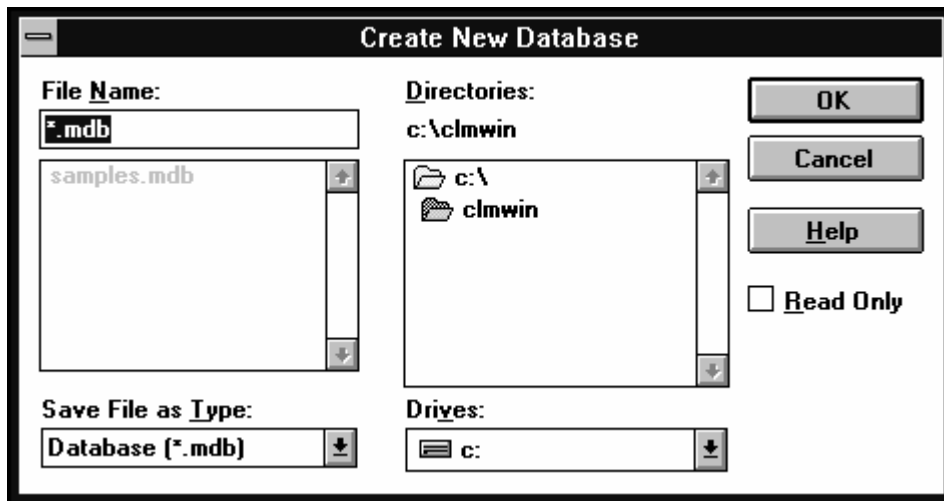 Create New Database
File Name:
*.mdb
samples.mdb
Save File as Type:
Database (*.mdb)
Directories:
c:\clmwin
c:\
clmwin
Drives:
c:
OK
Cancel
Help
Read Only